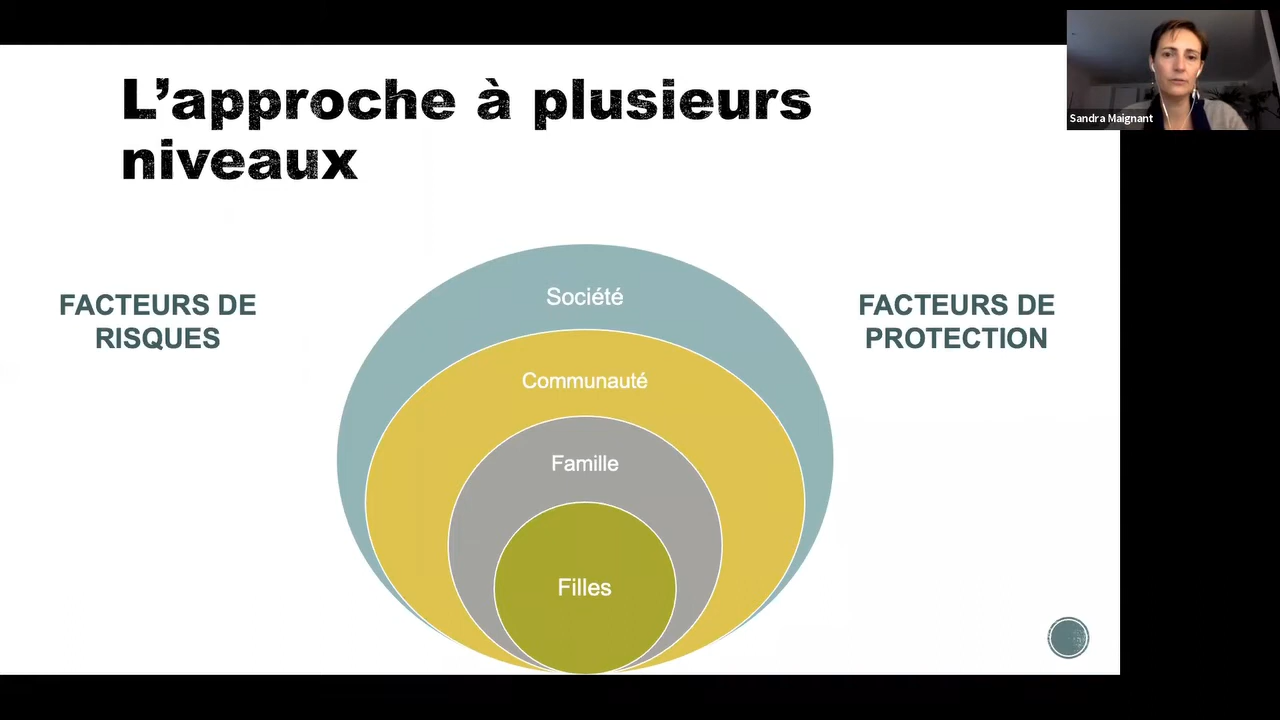 L’approche à plusieurs
niveaux
Sandra Maignant
FACTEURS DE
RISQUES
Société
Communauté
Famille
Filles
FACTEURS DE
PROTECTION